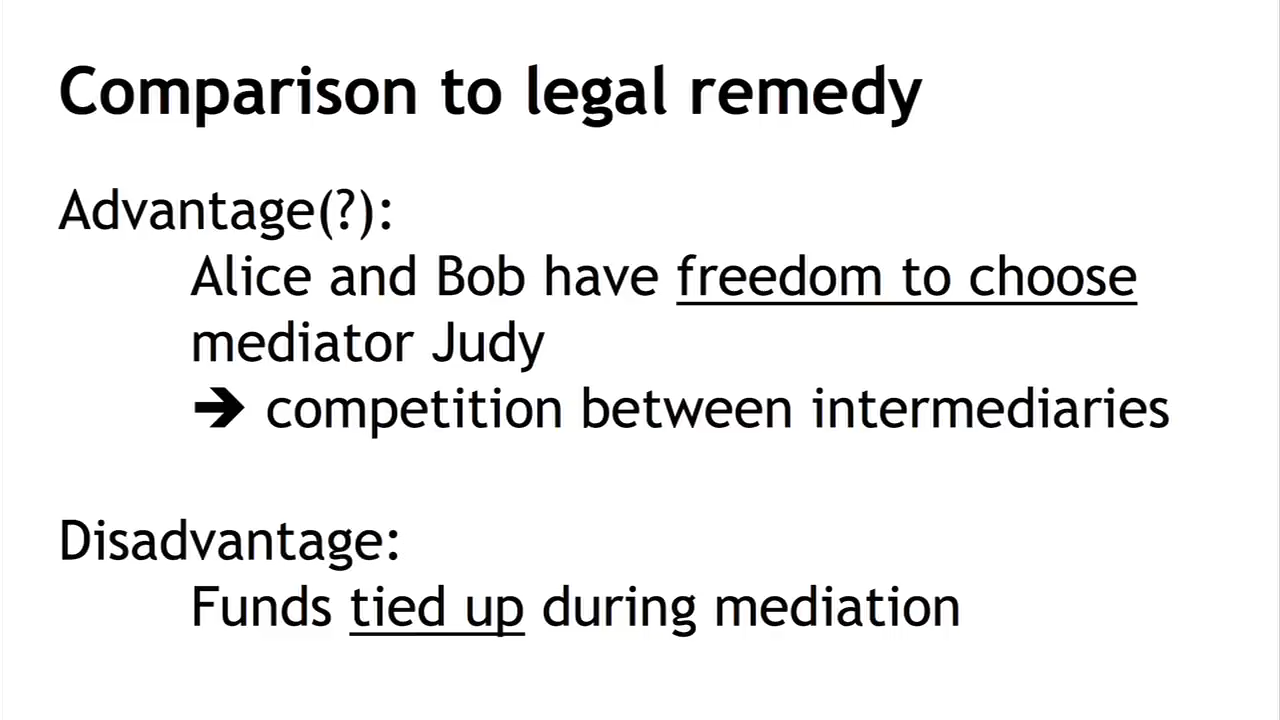 Comparison to legal remedy
Advantage(?):
Alice and Bob have freedom to choose
mediator Judy
➔ competition between intermediaries
Disadvantage:
Funds tied up during mediation